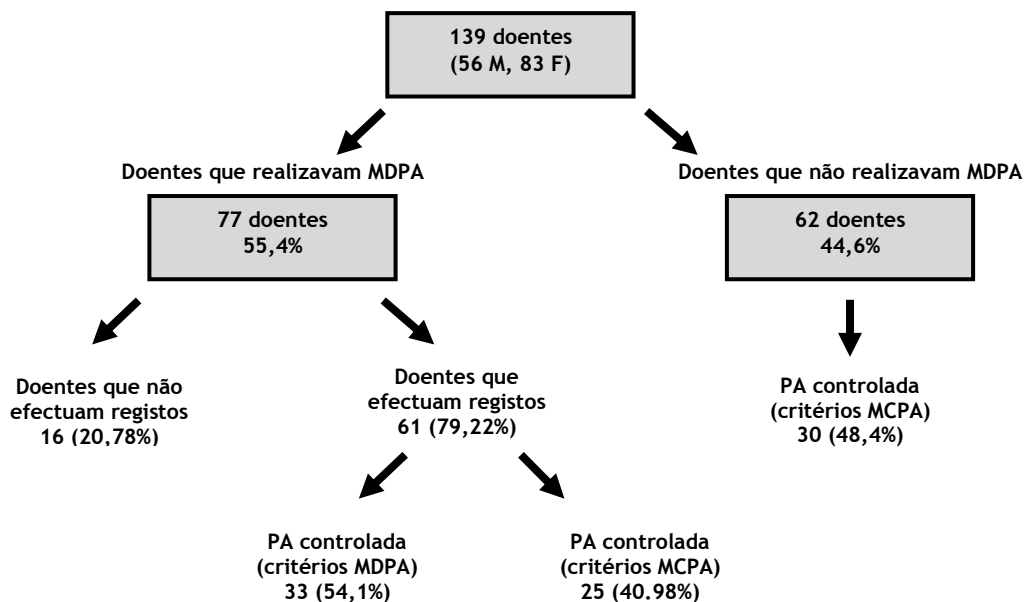 139 doentes
(56 M, 83 F)
Doentes que realizavam MDPA
Doentes que não realizavam MDPA
77 doentes
55,4%
62 doentes
44,6%
Doentes que não
efectuam registos
16 (20,78%)
Doentes que
efectuam registos
61 (79,22%)
PA controlada
(critérios MCPA)
30 (48,4%)
PA controlada
(critérios MDPA)
33 (54,1%)
PA controlada
(critérios MCPA)
25 (40.98%)